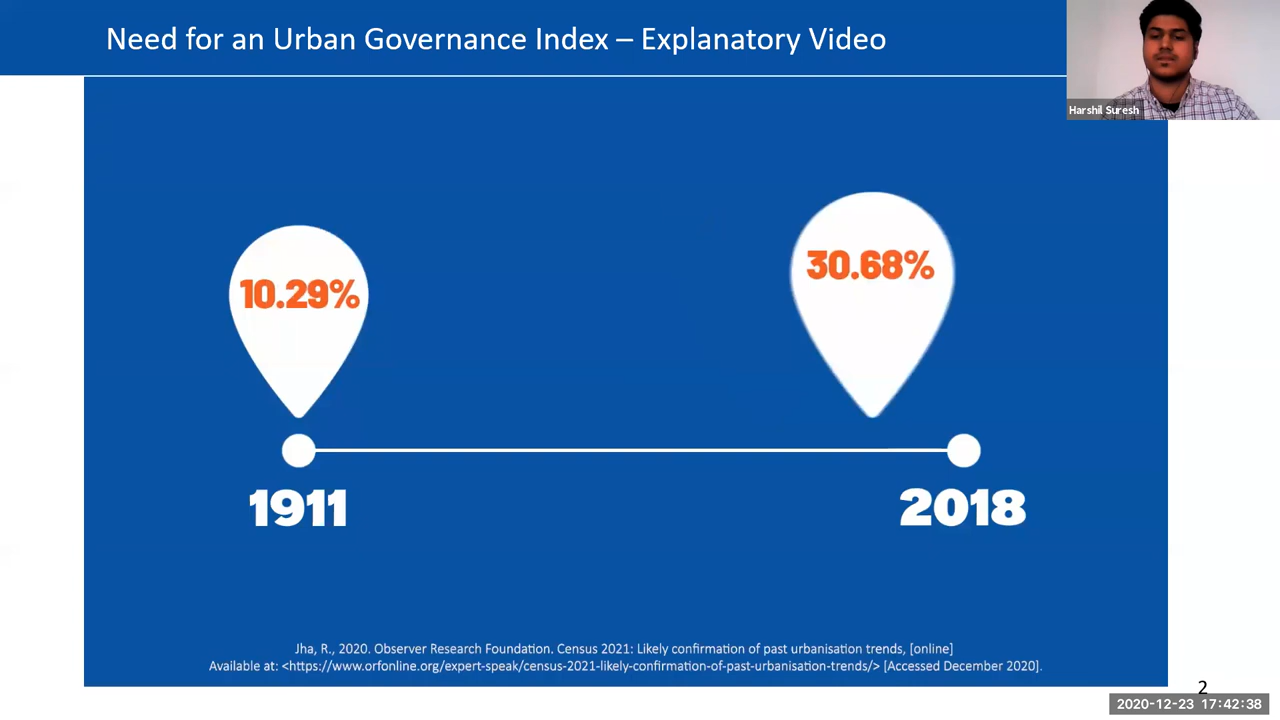 Need for an Urban Governance Index – Explanatory Video
Harshil Suresh
10.29%
30.68%
1911
2018
Jha, R., 2020. Observer Research Foundation. Census 2021: Likely confirmation of past urbanisation trends, [online]
Available at: <https://www.orfonline.org/expert-speak/census-2021-likely-confirmation-of-past-urbanisation-trends/> [Accessed December 2020].
2
2020-12-23 17:42:38